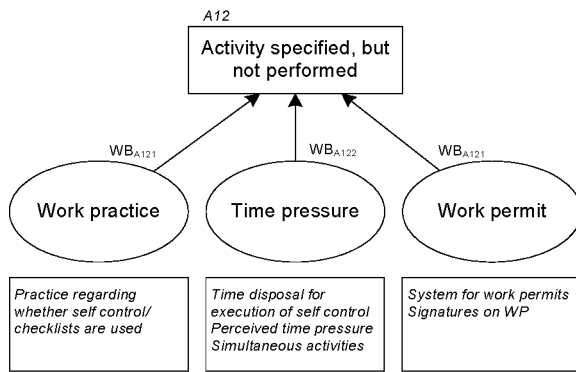 A12
Activity specified, but
not performed
WBA121
WBA122
WBA121
Work practice
Time pressure
Work permit
Practice regarding
whether self control/
checklists are used
Time disposal for
execution of self control
Perceived time pressure
Simultaneous activities
System for work permits
Signatures on WP